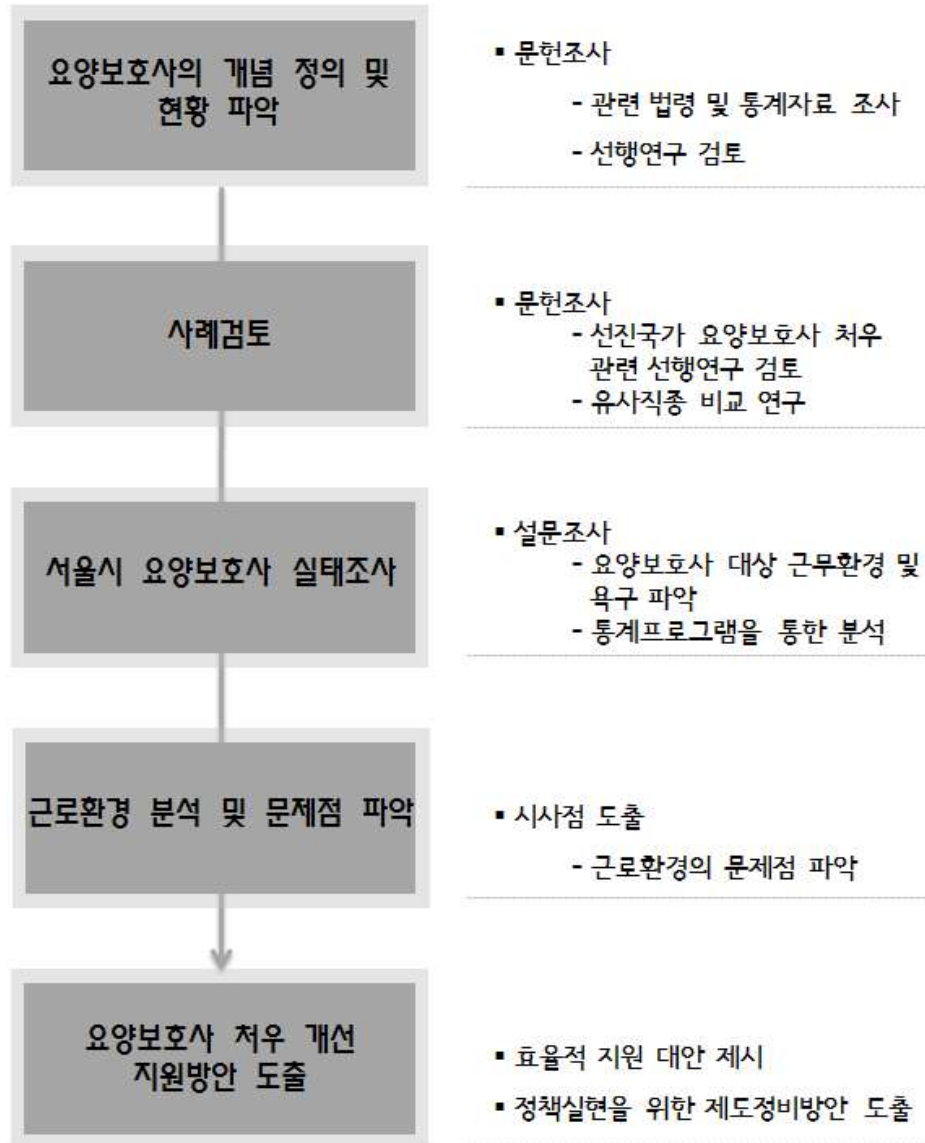 요양보호사의 개념 정의 및
현황 파악
▪ 문헌조사
- 관련 법령 및 통계자료 조사
- 선행연구 검토
사례검토
▪ 문헌조사
- 선진국가 요양보호사 처우
관련 선행연구 검토
- 유사직종 비교 연구
서울시 요양보호사 실태조사
▪ 설문조사
- 요양보호사 대상 근무환경 및
욕구 파악
- 통계프로그램을 통한 분석
근로환경 분석 및 문제점 파악
▪ 시사점 도출
- 근로환경의 문제점 파악
요양보호사 처우 개선
지원방안 도출
▪ 효율적 지원 대안 제시
▪ 정책실현을 위한 제도정비방안 도출